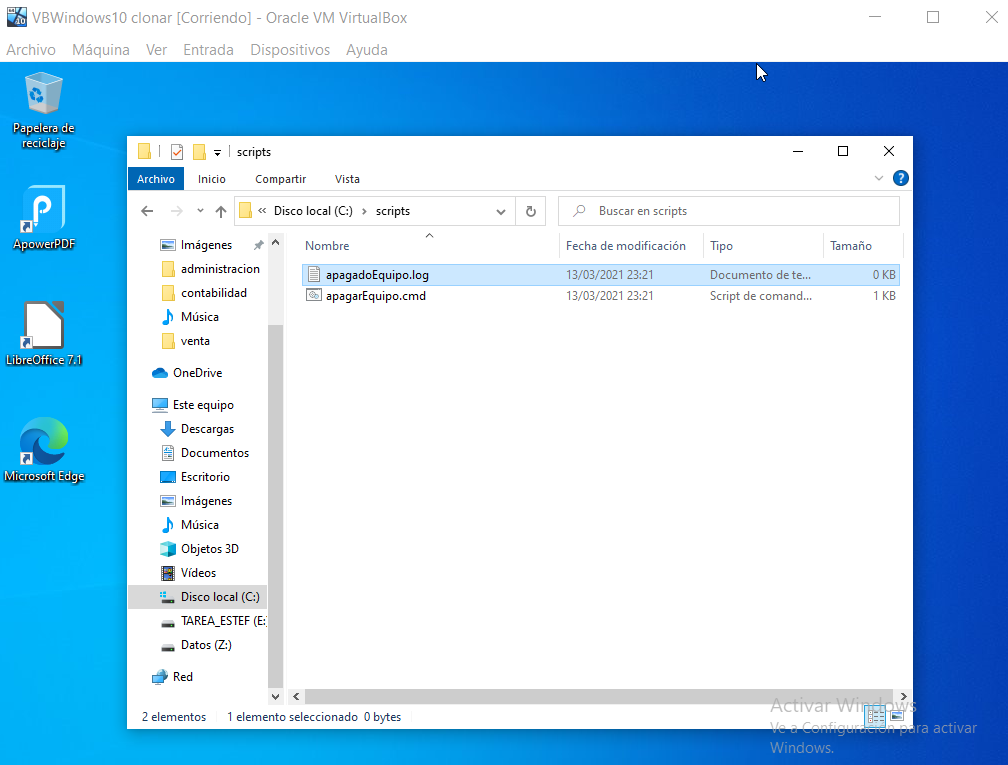 VBWindows10 clonar [Corriendo] - Oracle VM VirtualBox
Archivo Máquina Ver Entrada Dispositivos Ayuda
Papelera de
reciclaje
ApowerPDF
LibreOffice 7.1
Microsoft Edge
scripts
Archivo Inicio Compartir Vista
« Disco local (C:) › scripts
Buscar en scripts
Imágenes
administracion
contabilidad
Música
venta
OneDrive
Este equipo
Descargas
Documentos
Escritorio
Imágenes
Música
Objetos 3D
Vídeos
Disco local (C:)
TAREA_ESTEF (E:)
Datos (Z:)
Red
Nombre Fecha de modificación Tipo Tamaño
apagadoEquipo.log 13/03/2021 23:21 Documento de te... 0 KB
apagarEquipo.cmd 13/03/2021 23:21 Script de comand... 1 KB
2 elementos 1 elemento seleccionado 0 bytes
Activar Windows
Ve a Configuración para activar
Windows.